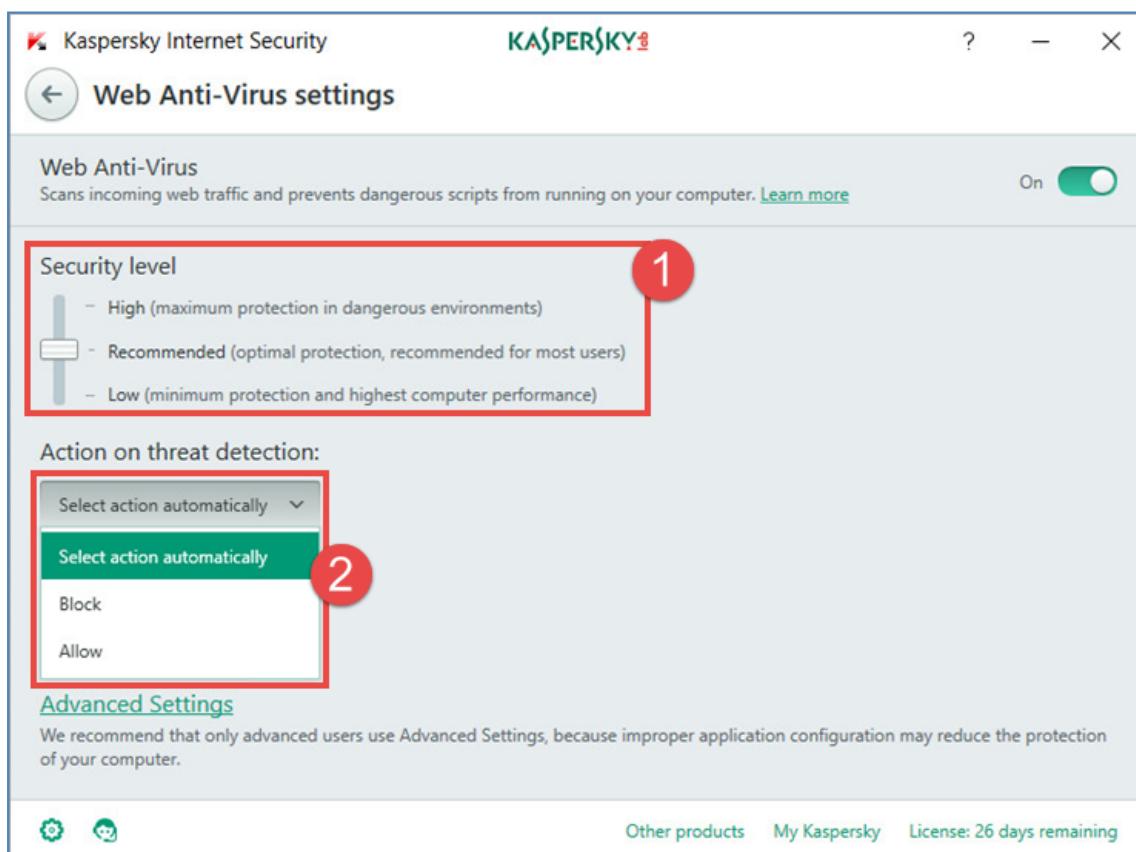 Kaspersky Internet Security
KASPERSKY lab
?
Web Anti-Virus settings
Web Anti-Virus
Scans incoming web traffic and prevents dangerous scripts from running on your computer. Learn more
On
1
Security level
– High (maximum protection in dangerous environments)
– Recommended (optimal protection, recommended for most users)
– Low (minimum protection and highest computer performance)
Action on threat detection:
Select action automatically
Select action automatically
2
Block
Allow
Advanced Settings
We recommend that only advanced users use Advanced Settings, because improper application configuration may reduce the protection
of your computer.
Other products My Kaspersky License: 26 days remaining